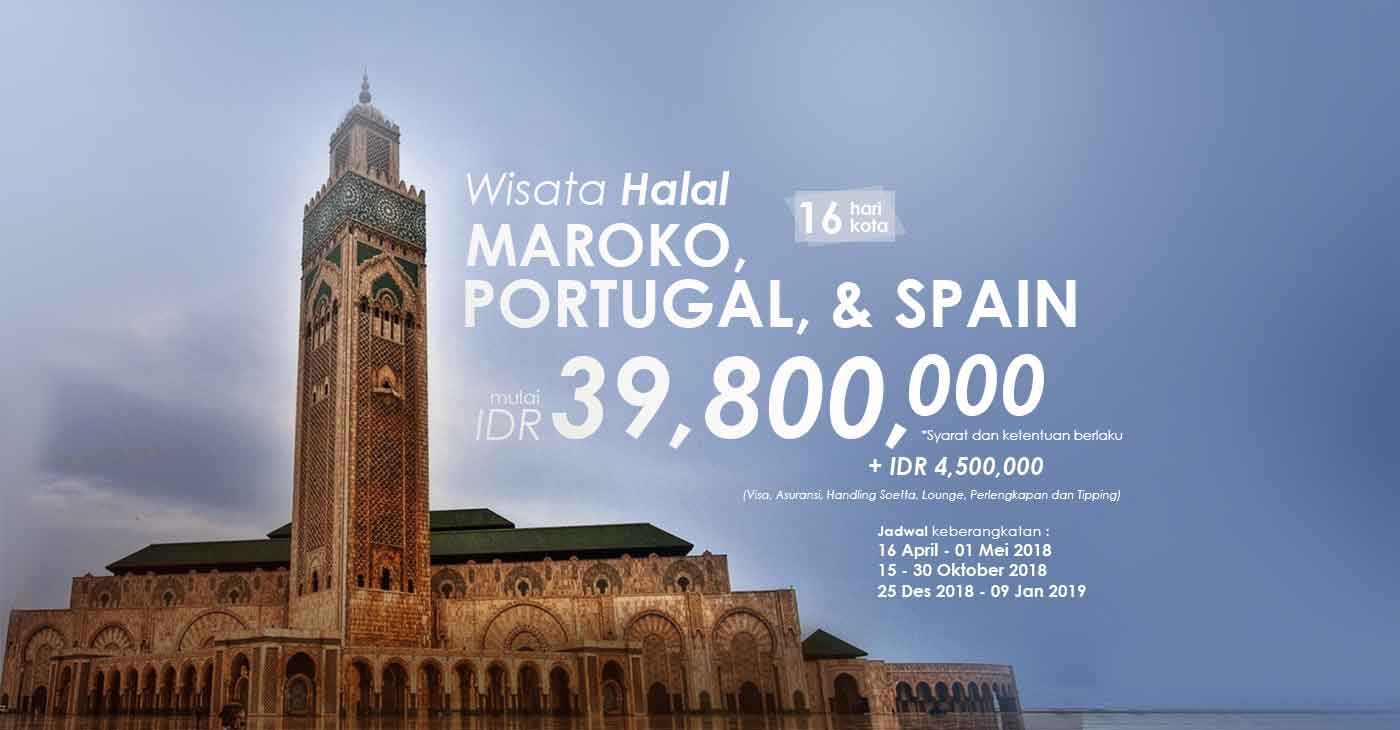 Wisata Halal
16 hari
kota
MAROKO,
PORTUGAL, & SPAIN
mulai
IDR 39,800,000
*Syarat dan ketentuan berlaku
+ IDR 4,500,000
(Visa, Asuransi, Handling Soetta, Lounge, Perlengkapan dan Tipping)
Jadwal keberangkatan :
16 April - 01 Mei 2018
15 - 30 Oktober 2018
25 Des 2018 - 09 Jan 2019